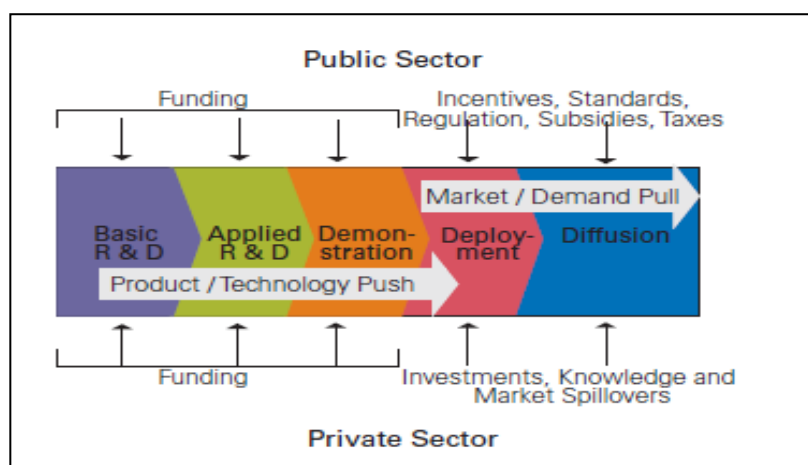 Public Sector
Funding
Incentives, Standards,
Regulation, Subsidies, Taxes
Market / Demand Pull
Basic
R & D
Applied
R & D
Demon-
stration
Deploy-
ment
Diffusion
Product / Technology Push
Funding
Investments, Knowledge and
Market Spillovers
Private Sector